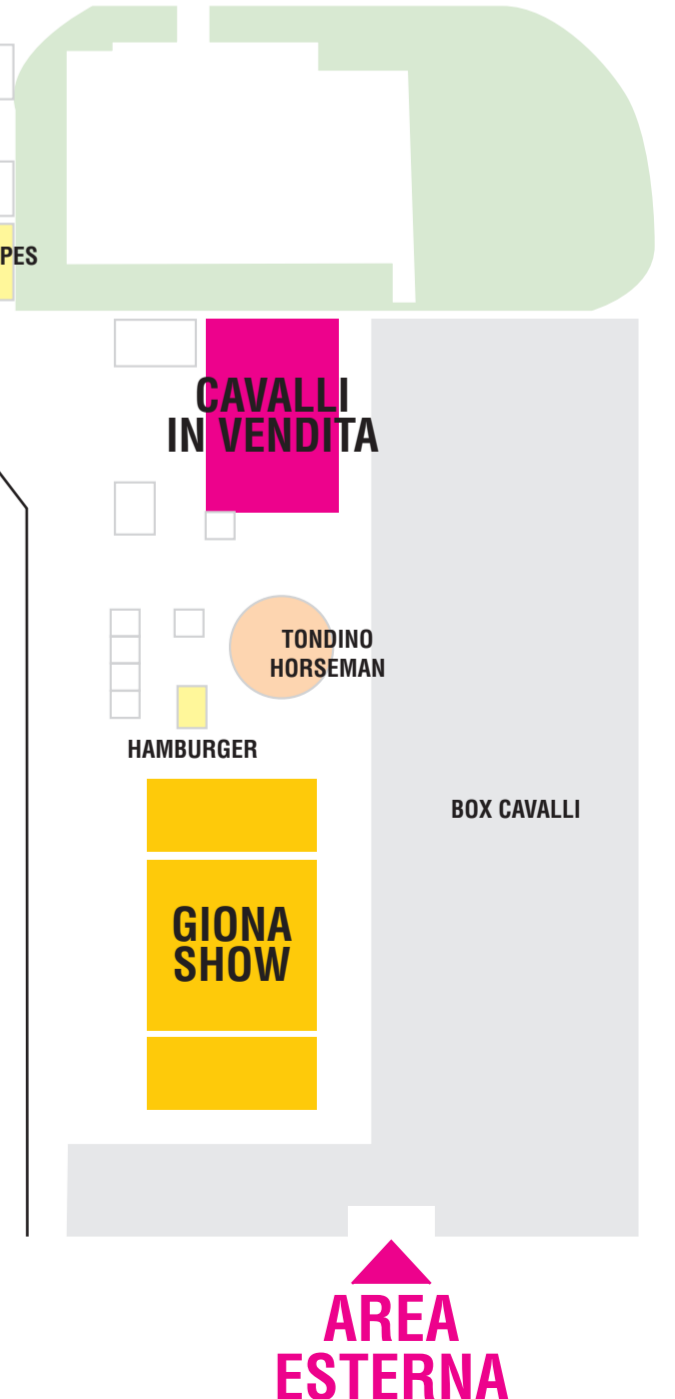 PES
CAVALLI
IN VENDITA
TONDINO
HORSEMAN
HAMBURGER
BOX CAVALLI
GIONA
SHOW
AREA
ESTERNA